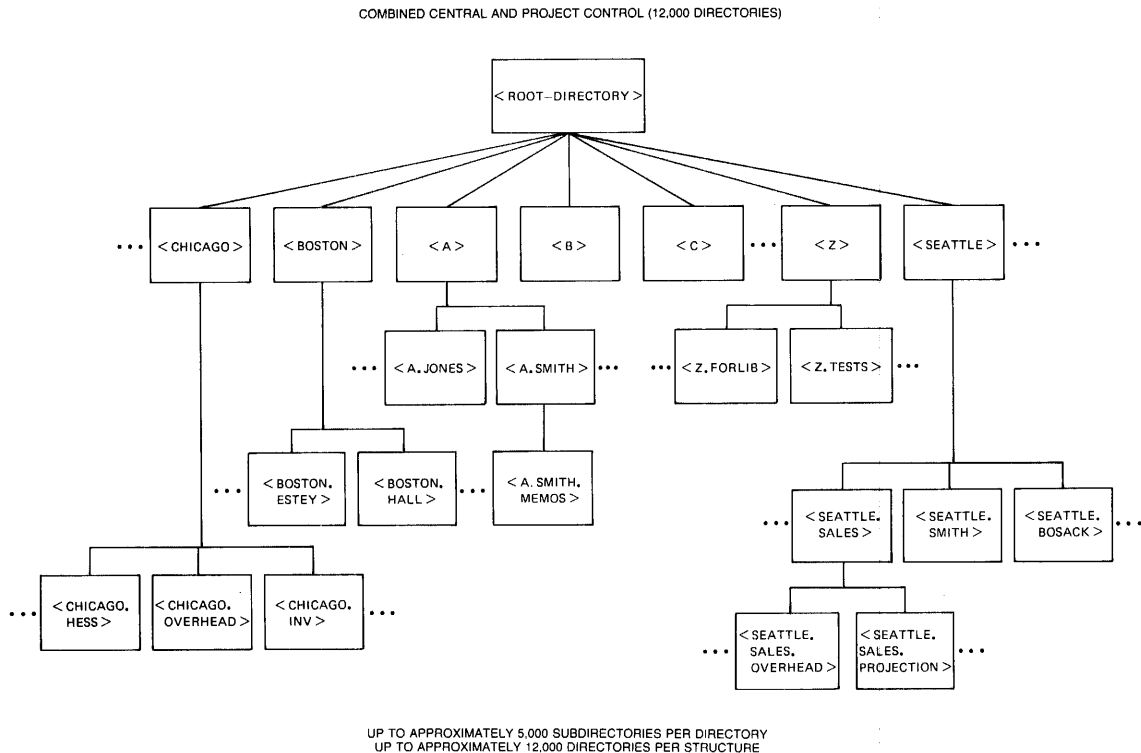 COMBINED CENTRAL AND PROJECT CONTROL (12,000 DIRECTORIES)
<ROOT-DIRECTORY>
••• <CHICAGO> <BOSTON> <A> <B> <C> ••• <Z> <SEATTLE> •••
••• <A.JONES> <A.SMITH> ••• ••• <Z.FORLIB> <Z.TESTS> •••
••• <BOSTON.
ESTEY>
<BOSTON.
HALL> •••
<A.SMITH.
MEMOS>
••• <SEATTLE.
SALES>
<SEATTLE.
SMITH>
<SEATTLE.
BOSACK> •••
••• <CHICAGO.
HESS>
<CHICAGO.
OVERHEAD>
<CHICAGO.
INV> •••
••• <SEATTLE.
SALES.
OVERHEAD>
<SEATTLE.
SALES.
PROJECTION> •••
UP TO APPROXIMATELY 5,000 SUBDIRECTORIES PER DIRECTORY
UP TO APPROXIMATELY 12,000 DIRECTORIES PER STRUCTURE